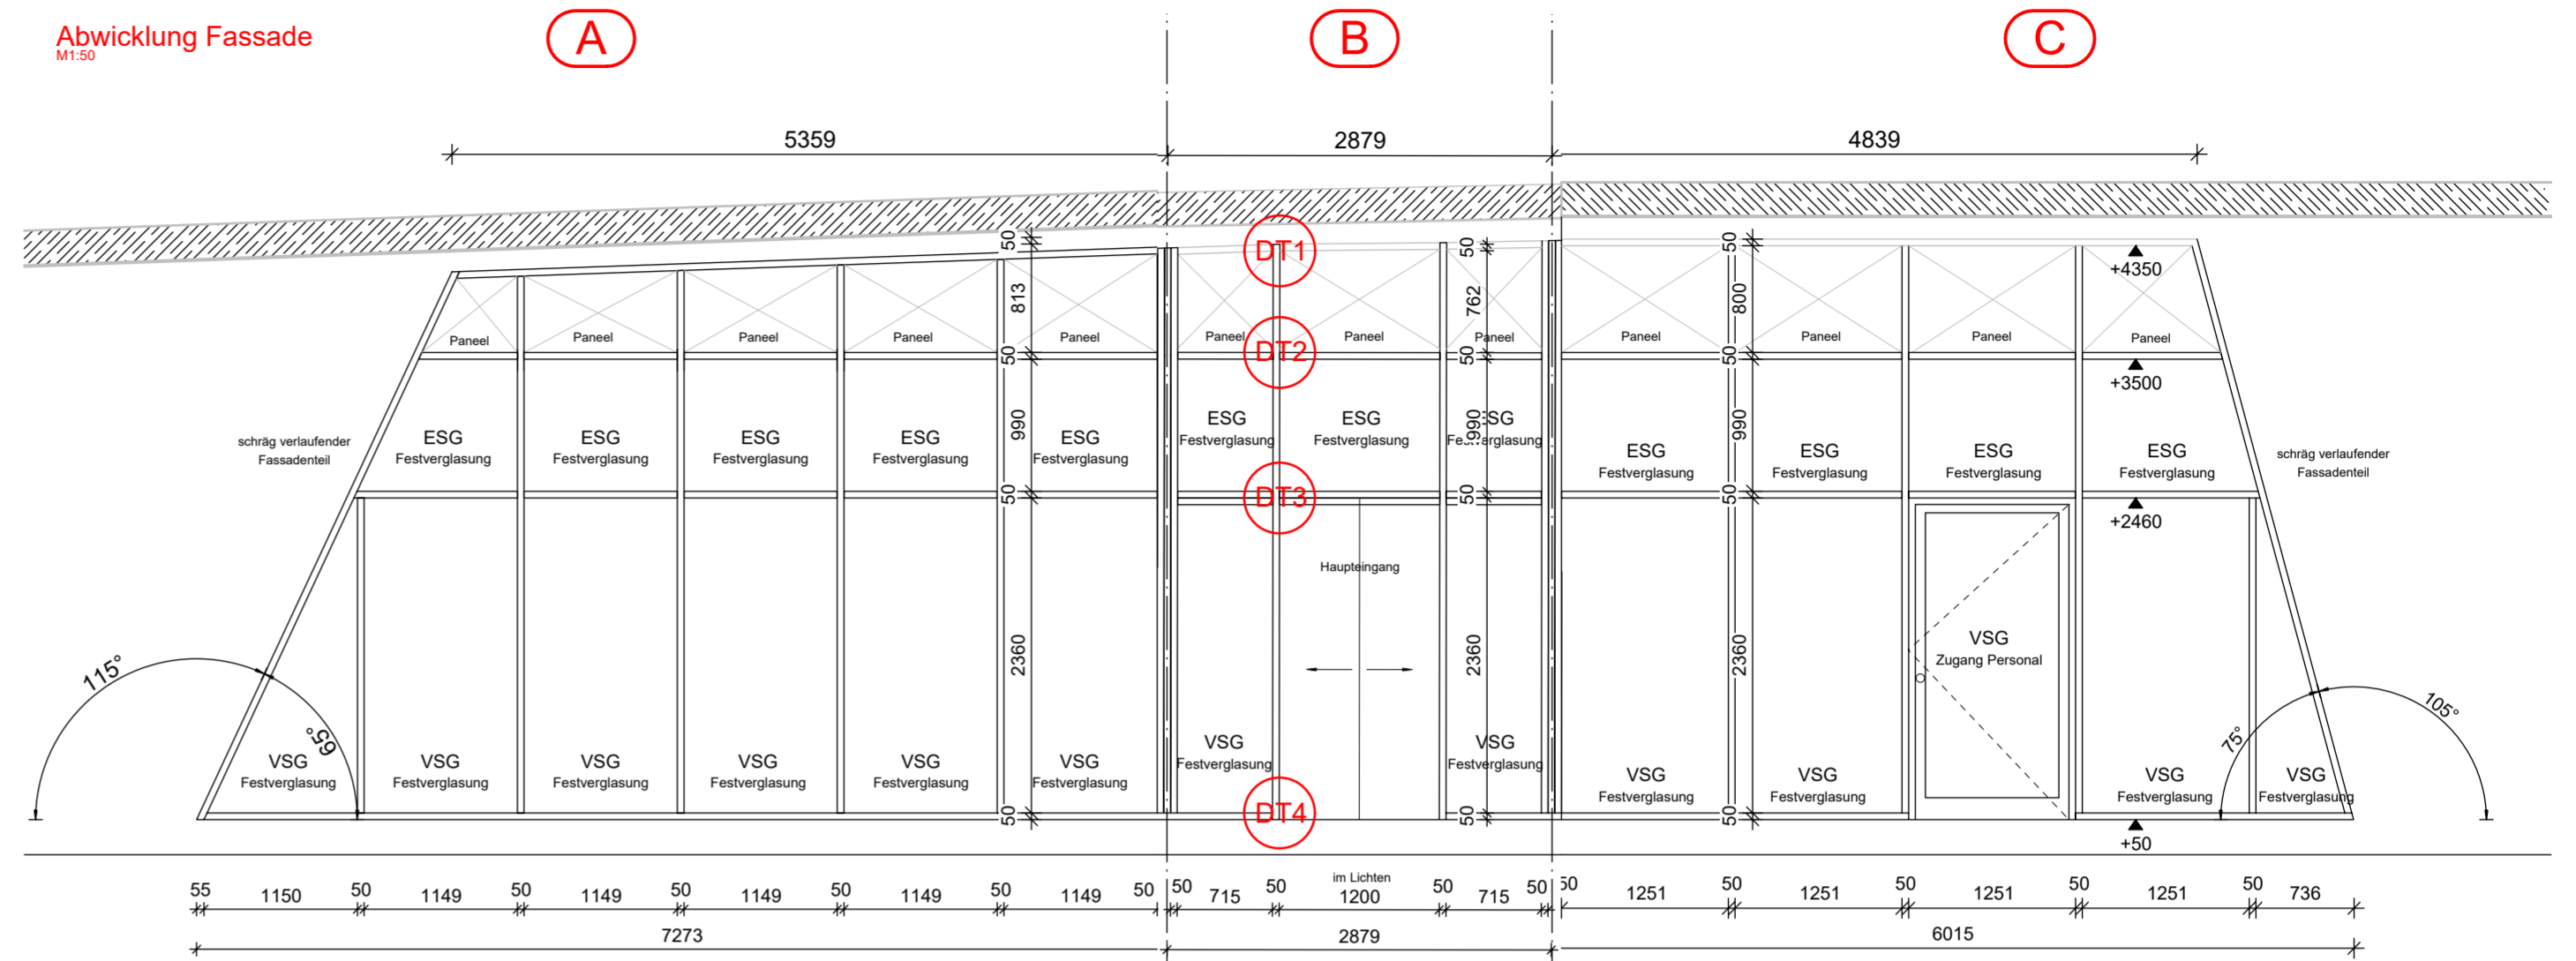 Abwicklung Fassade
M1:50
A
B
C
5359
2879
4839
50
50
50
DT1
+4350
813
762
800
Paneel
Paneel
Paneel
Paneel
Paneel
Paneel
Paneel
Paneel
Paneel
Paneel
Paneel
Paneel
50
DT2
50
50
+3500
schräg verlaufender
Fassadenteil
ESG
Festverglasung
ESG
Festverglasung
ESG
Festverglasung
ESG
Festverglasung
990
ESG
Festverglasung
ESG
Festverglasung
ESG
Festverglasung
990
ESG
Festverglasung
ESG
Festverglasung
990
ESG
Festverglasung
ESG
Festverglasung
ESG
Festverglasung
schräg verlaufender
Fassadenteil
50
DT3
50
50
+2460
Haupteingang
115°
65°
2360
2360
2360
VSG
Zugang Personal
75°
105°
VSG
Festverglasung
VSG
Festverglasung
VSG
Festverglasung
VSG
Festverglasung
VSG
Festverglasung
VSG
Festverglasung
VSG
Festverglasung
VSG
Festverglasung
VSG
Festverglasung
VSG
Festverglasung
VSG
Festverglasung
VSG
Festverglasung
50
DT4
50
50
+50
im Lichten
55 1150 50 1149 50 1149 50 1149 50 1149 50 1149 50 50 715 50 1200 50 715 50 50 1251 50 1251 50 1251 50 1251 50 736
7273 2879 6015